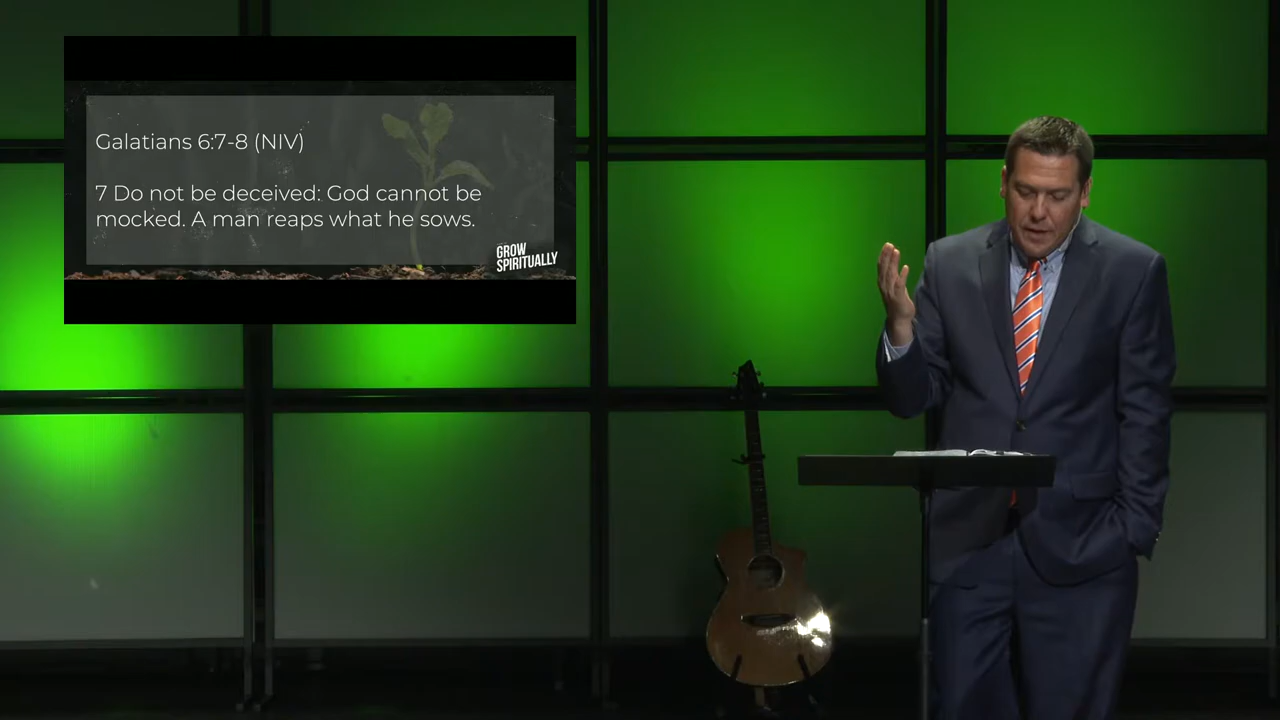 Galatians 6:7-8 (NIV)
7 Do not be deceived: God cannot be
mocked. A man reaps what he sows.
GROW
SPIRITUALLY